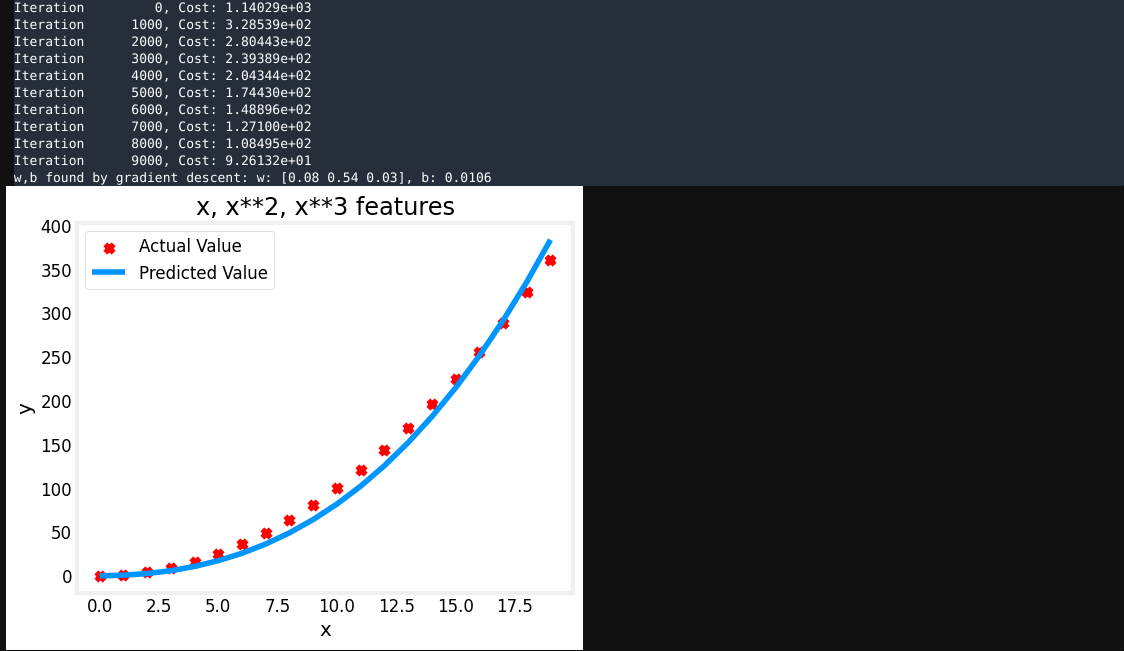 Iteration         0, Cost: 1.14029e+03
Iteration      1000, Cost: 3.28539e+02
Iteration      2000, Cost: 2.80443e+02
Iteration      3000, Cost: 2.39389e+02
Iteration      4000, Cost: 2.04344e+02
Iteration      5000, Cost: 1.74430e+02
Iteration      6000, Cost: 1.48896e+02
Iteration      7000, Cost: 1.27100e+02
Iteration      8000, Cost: 1.08495e+02
Iteration      9000, Cost: 9.26132e+01
w,b found by gradient descent: w: [0.08 0.54 0.03], b: 0.0106
x, x**2, x**3 features
Actual Value
Predicted Value
400
350
300
250
200
150
100
50
0
y
0.0 2.5 5.0 7.5 10.0 12.5 15.0 17.5
x